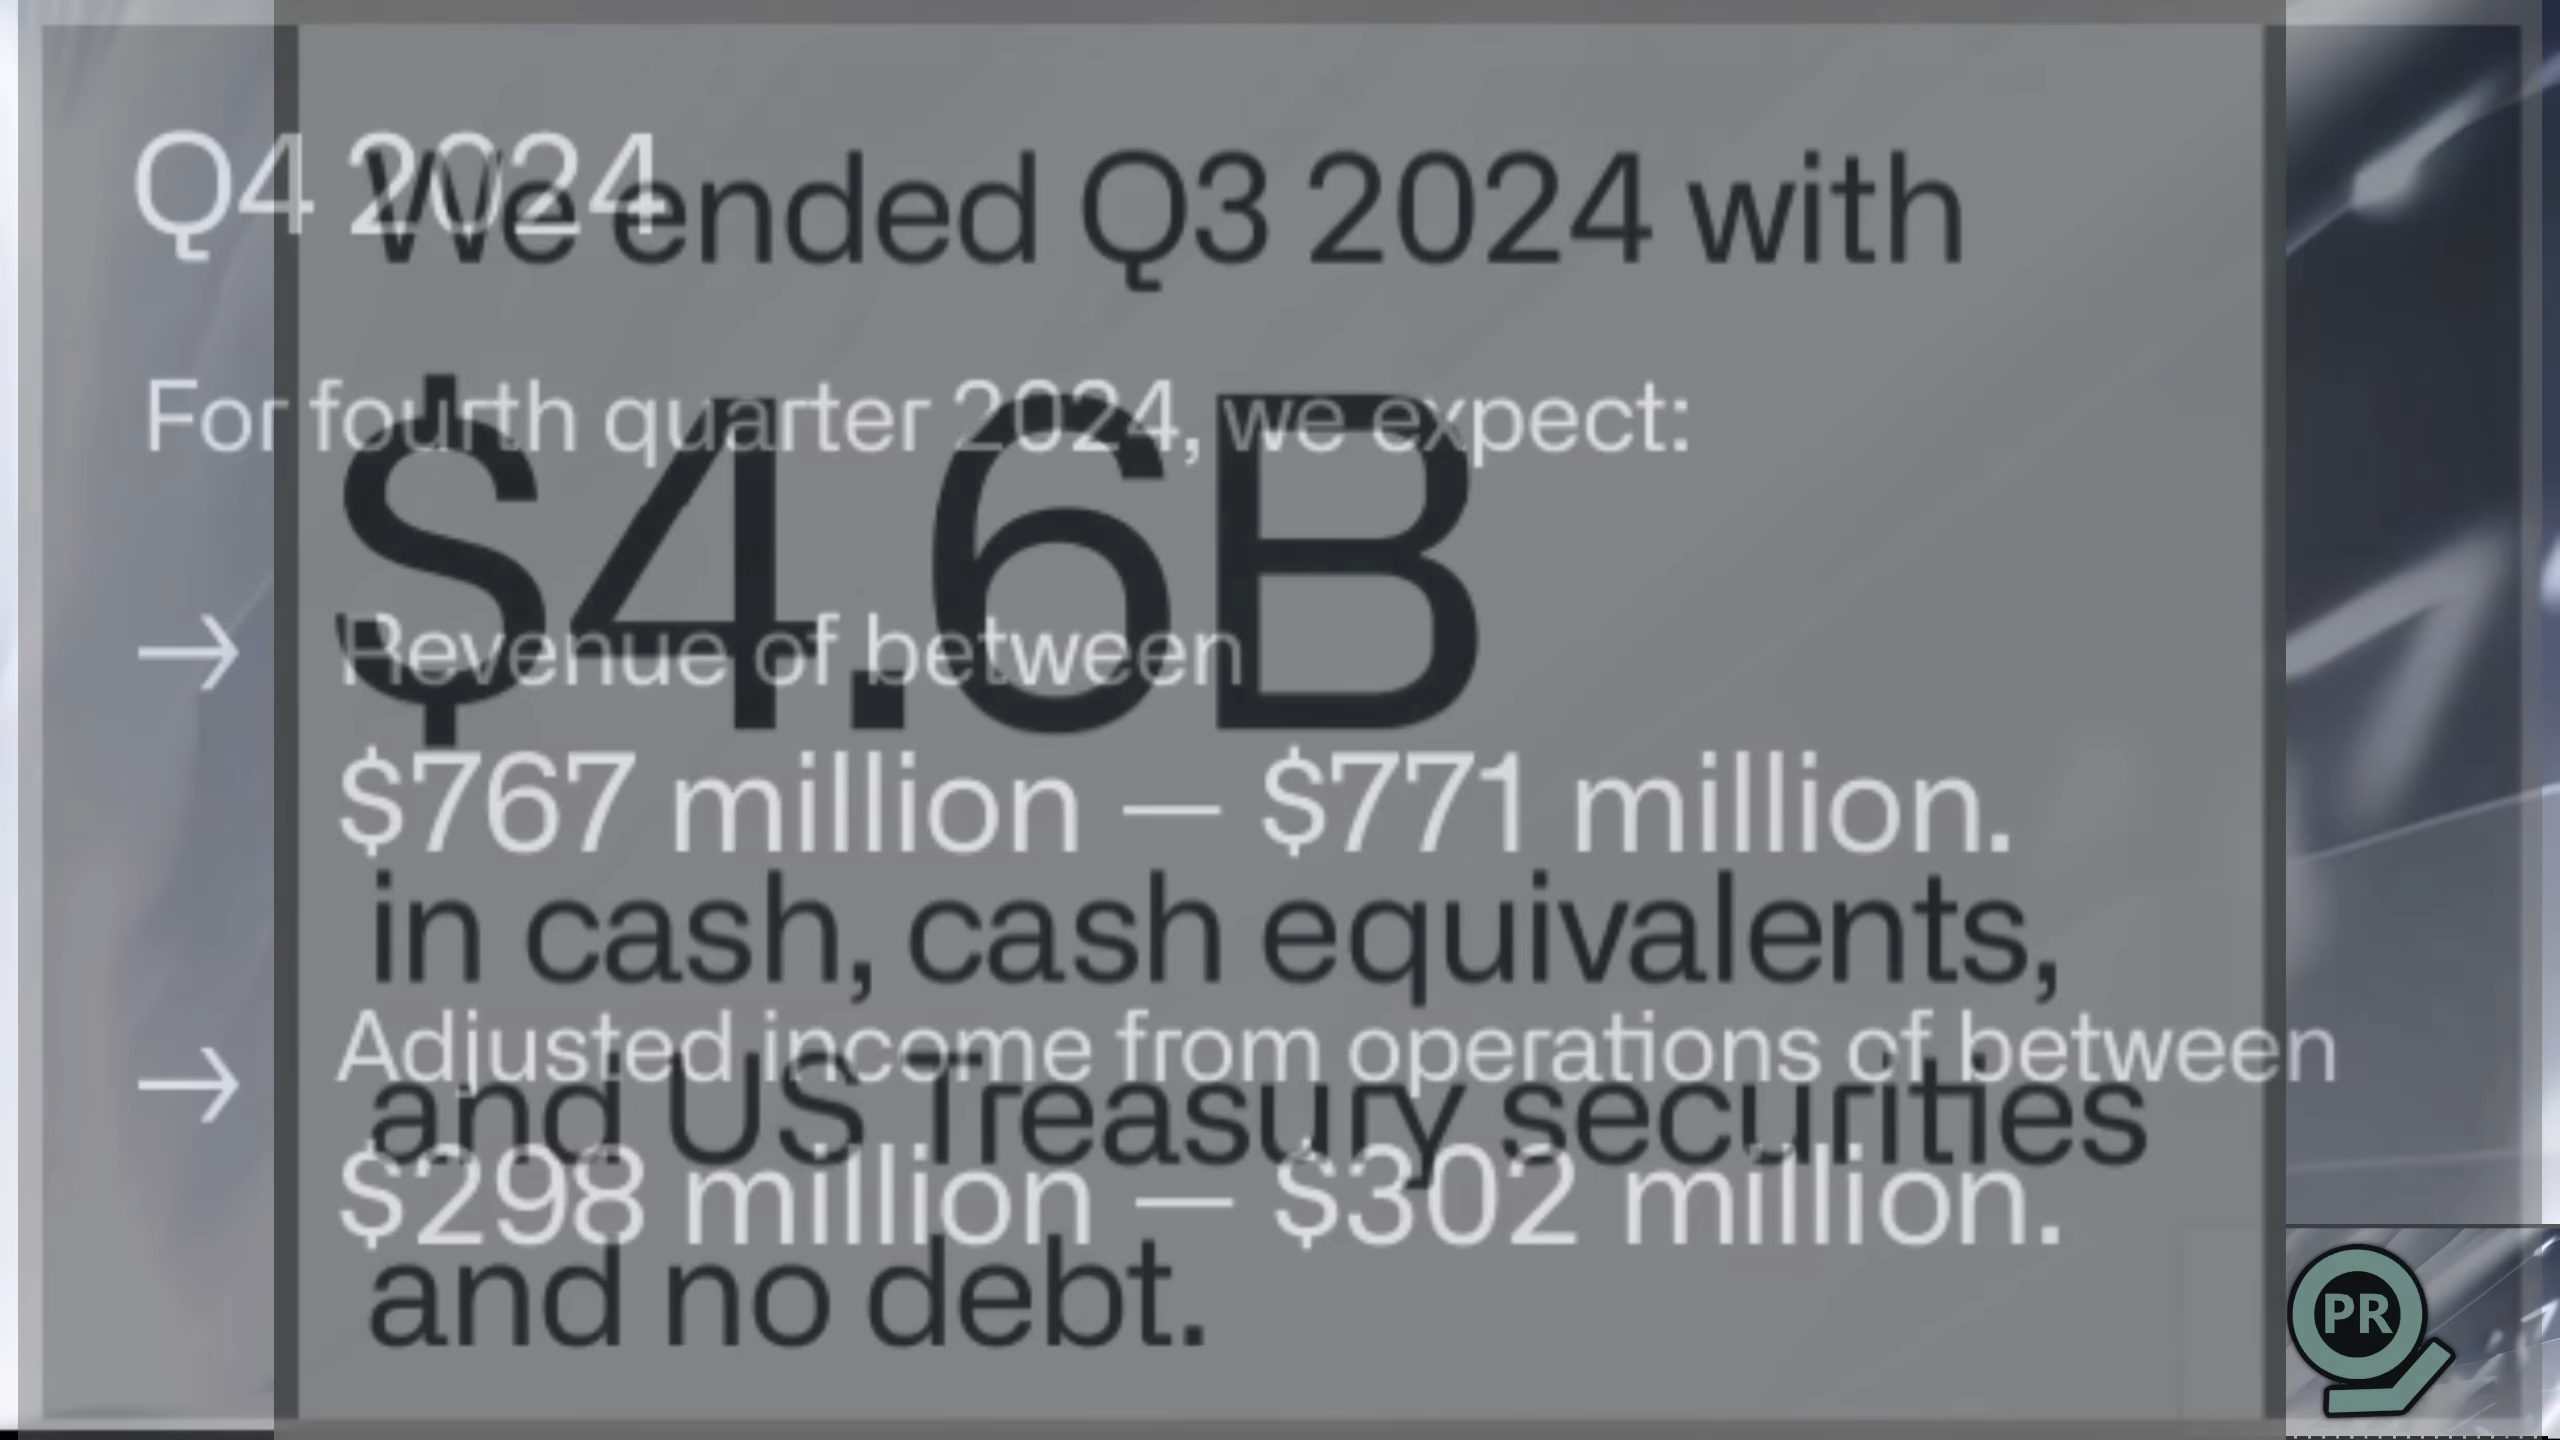 Q4 2024
For fourth quarter 2024, we expect:
→ Revenue of between
$767 million — $771 million.
→ Adjusted income from operations of between
$298 million — $302 million.
We ended Q3 2024 with
$4.6B
in cash, cash equivalents,
and US Treasury securities
and no debt.
PR